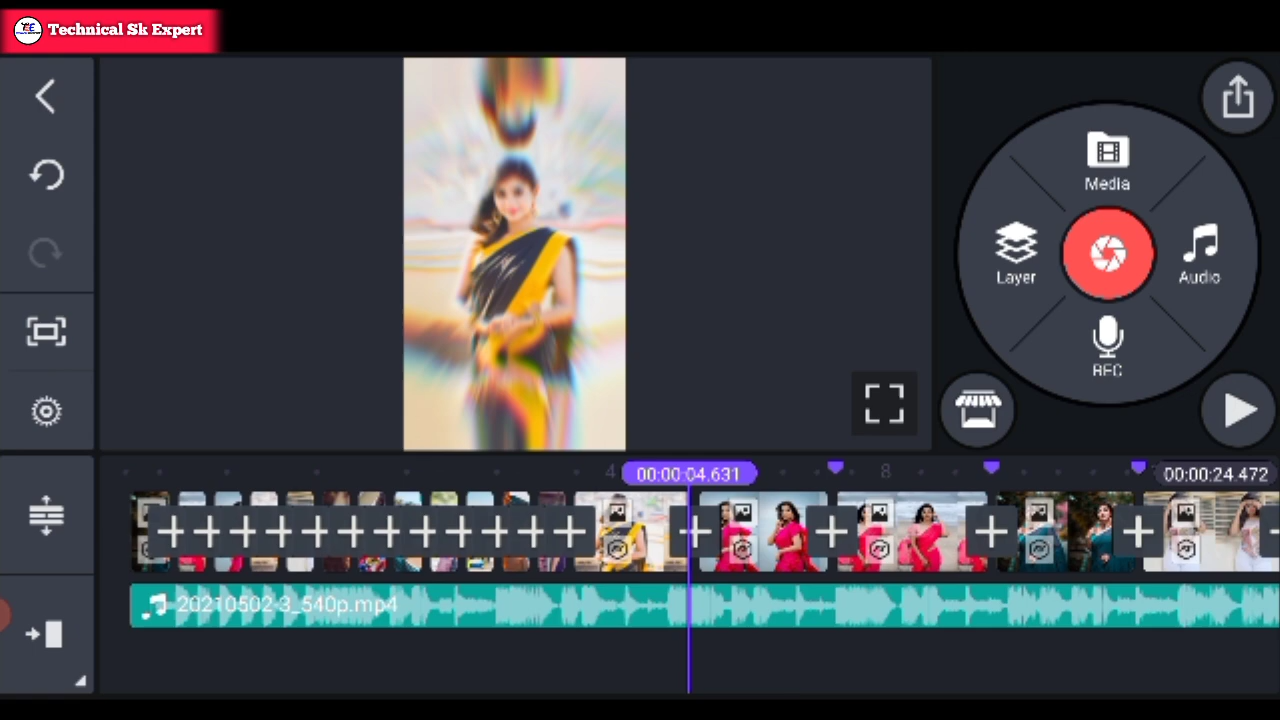 Technical Sk Expert
Media
Layer
Audio
REC
4
00:00:04.631
8
00:00:24.472
20210502-3_540p.mp4